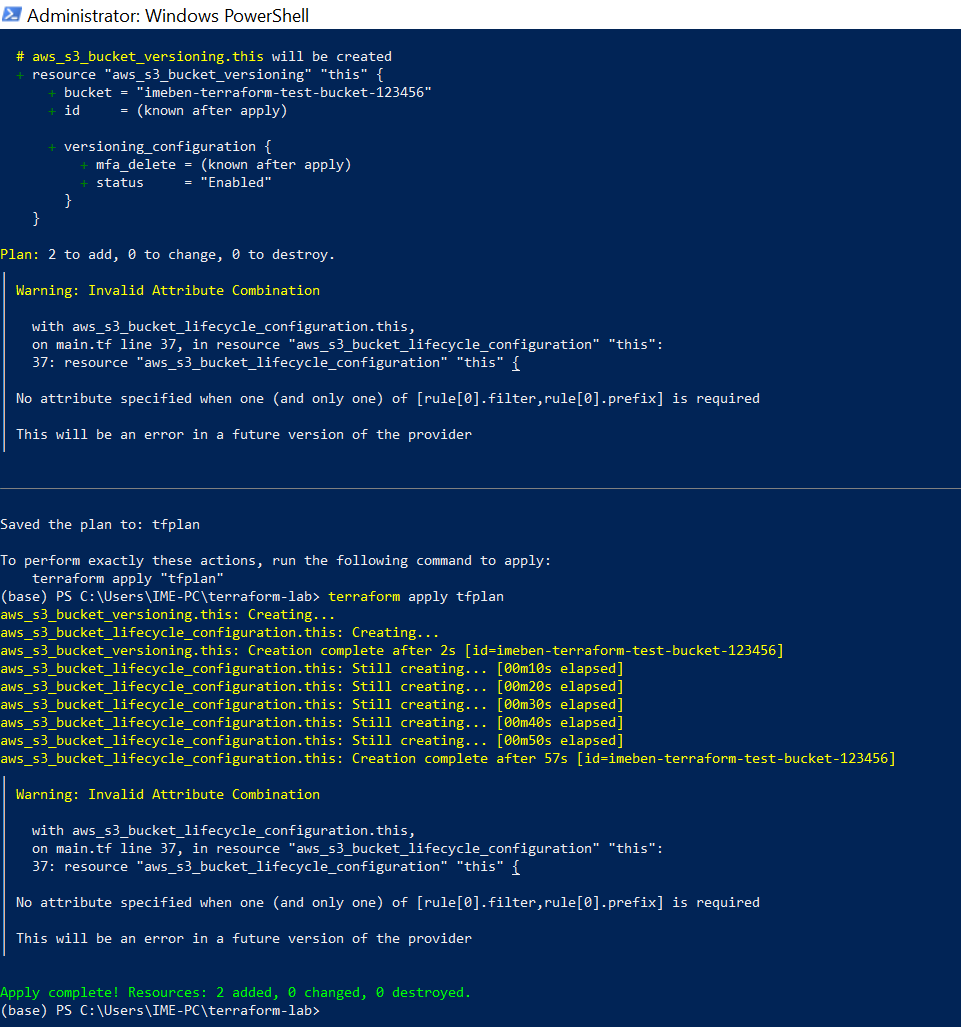 Administrator: Windows PowerShell
# aws_s3_bucket_versioning.this will be created
+ resource "aws_s3_bucket_versioning" "this" {
+ bucket = "imeben-terraform-test-bucket-123456"
+ id     = (known after apply)
+ versioning_configuration {
+ mfa_delete = (known after apply)
+ status     = "Enabled"
}
}
Plan: 2 to add, 0 to change, 0 to destroy.
Warning: Invalid Attribute Combination
with aws_s3_bucket_lifecycle_configuration.this,
on main.tf line 37, in resource "aws_s3_bucket_lifecycle_configuration" "this":
37: resource "aws_s3_bucket_lifecycle_configuration" "this" {
No attribute specified when one (and only one) of [rule[0].filter,rule[0].prefix] is required
This will be an error in a future version of the provider
Saved the plan to: tfplan
To perform exactly these actions, run the following command to apply:
terraform apply "tfplan"
(base) PS C:\Users\IME-PC\terraform-lab> terraform apply tfplan
aws_s3_bucket_versioning.this: Creating...
aws_s3_bucket_lifecycle_configuration.this: Creating...
aws_s3_bucket_versioning.this: Creation complete after 2s [id=imeben-terraform-test-bucket-123456]
aws_s3_bucket_lifecycle_configuration.this: Still creating... [00m10s elapsed]
aws_s3_bucket_lifecycle_configuration.this: Still creating... [00m20s elapsed]
aws_s3_bucket_lifecycle_configuration.this: Still creating... [00m30s elapsed]
aws_s3_bucket_lifecycle_configuration.this: Still creating... [00m40s elapsed]
aws_s3_bucket_lifecycle_configuration.this: Still creating... [00m50s elapsed]
aws_s3_bucket_lifecycle_configuration.this: Creation complete after 57s [id=imeben-terraform-test-bucket-123456]
Warning: Invalid Attribute Combination
with aws_s3_bucket_lifecycle_configuration.this,
on main.tf line 37, in resource "aws_s3_bucket_lifecycle_configuration" "this":
37: resource "aws_s3_bucket_lifecycle_configuration" "this" {
No attribute specified when one (and only one) of [rule[0].filter,rule[0].prefix] is required
This will be an error in a future version of the provider
Apply complete! Resources: 2 added, 0 changed, 0 destroyed.
(base) PS C:\Users\IME-PC\terraform-lab>